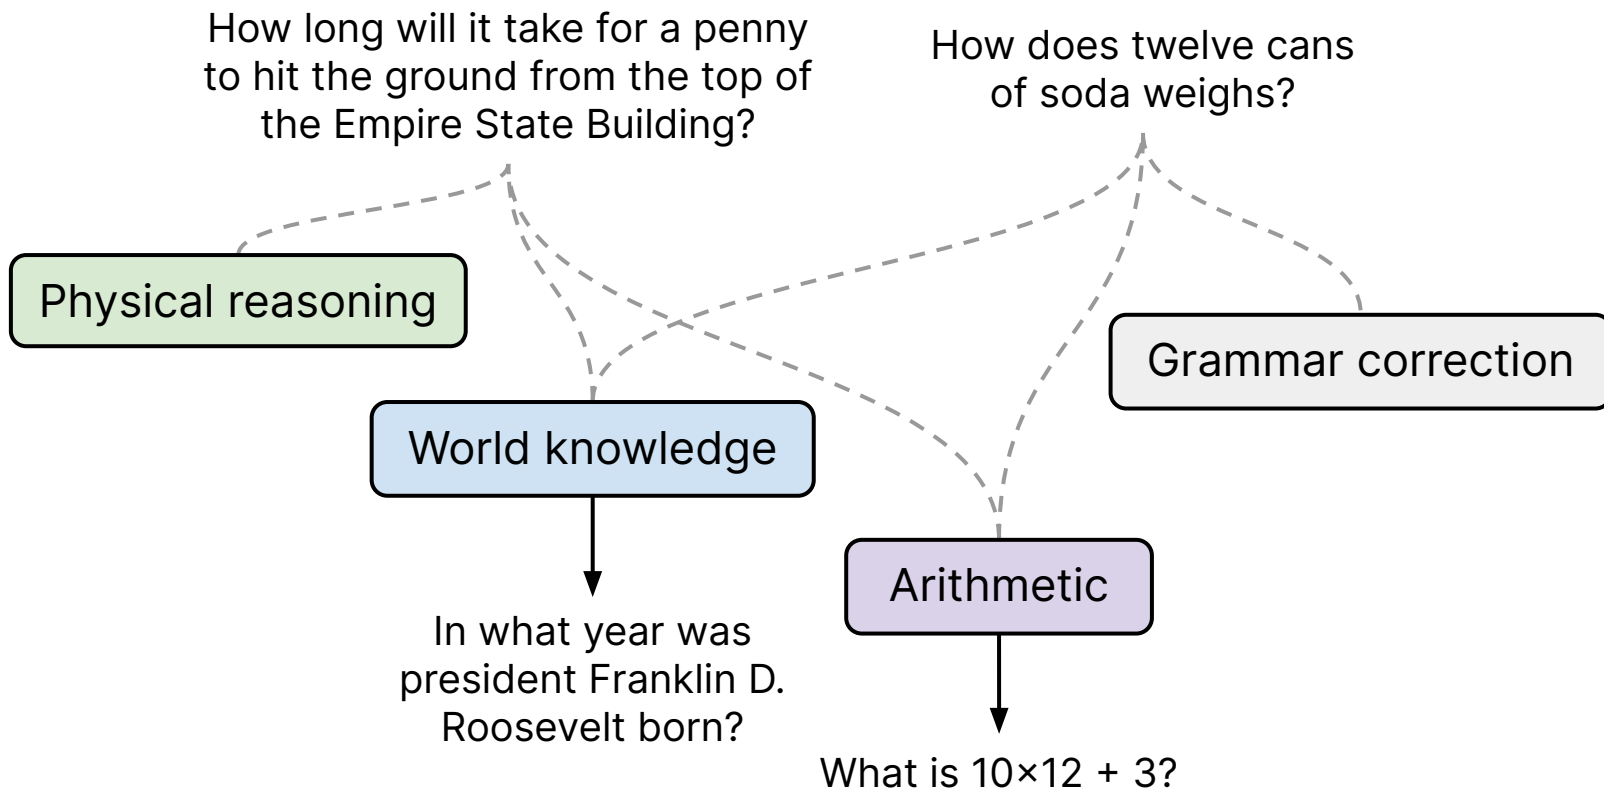 How long will it take for a penny
to hit the ground from the top of
the Empire State Building?
How does twelve cans
of soda weighs?
Physical reasoning
Grammar correction
World knowledge
Arithmetic
In what year was
president Franklin D.
Roosevelt born?
What is 10×12 + 3?